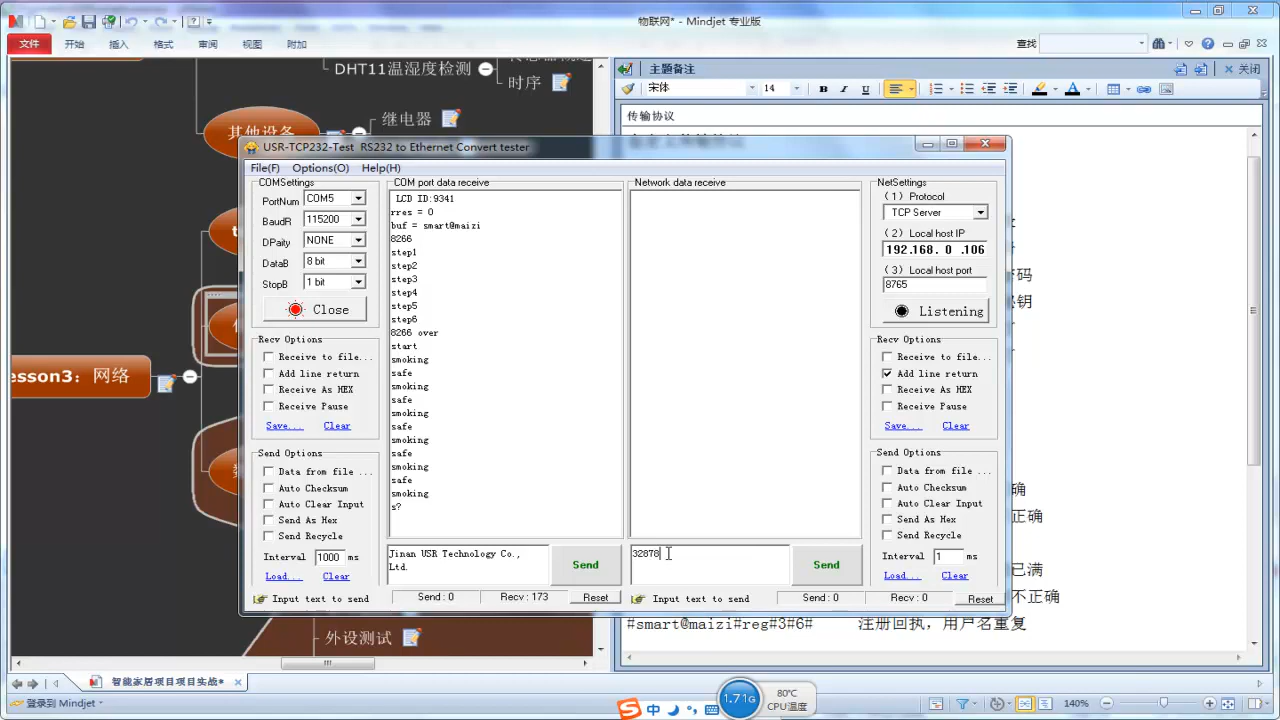 物联网* - Mindjet 专业版
文件 开始 插入 格式 审阅 视图 附加 查找
DHT11温湿度检测
时序
继电器
其他设备
esson3：网络
外设测试
主题备注 关闭
宋体 14 B I U
传输协议
USR-TCP232-Test RS232 to Ethernet Convert tester
File(F) Options(O) Help(H)
COMSettings
PortNum COM5
BaudR 115200
DPaity NONE
DataB 8 bit
StopB 1 bit
Close
Recv Options
Receive to file...
Add line return
Receive As HEX
Receive Pause
Save... Clear
Send Options
Data from file ...
Auto Checksum
Auto Clear Input
Send As Hex
Send Recycle
Interval 1000 ms
Load... Clear
Input text to send
COM port data receive
LCD ID:9341
rres = 0
buf = smart@maizi
8266
step1
step2
step3
step4
step5
step6
8266 over
start
smoking
safe
smoking
safe
smoking
safe
smoking
safe
smoking
safe
smoking
s?
Jinan USR Technology Co.,
Ltd.
Send
Send : 0 Recv : 173 Reset
Network data receive
32878
Send
Input text to send Send : 0 Recv : 0 Reset
NetSettings
（1） Protocol
TCP Server
（2） Local host IP
192.168. 0 .106
（3） Local host port
8765
Listening
Recv Options
Receive to file...
Add line return
Receive As HEX
Receive Pause
Save... Clear
Send Options
Data from file ...
Auto Checksum
Auto Clear Input
Send As Hex
Send Recycle
Interval 1 ms
Load... Clear
码
钥
确
正确
已满
不正确
#smart@maizi#reg#3#6# 注册回执，用户名重复
智能家居项目项目实战*
登录到 Mindjet
中
1.71G
80℃
CPU温度
140%